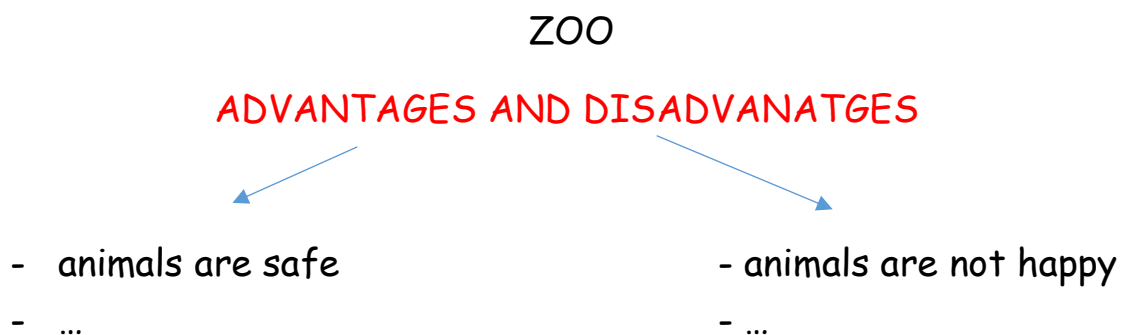 ZOO
ADVANTAGES AND DISADVANATGES
- animals are safe - animals are not happy
- … - …